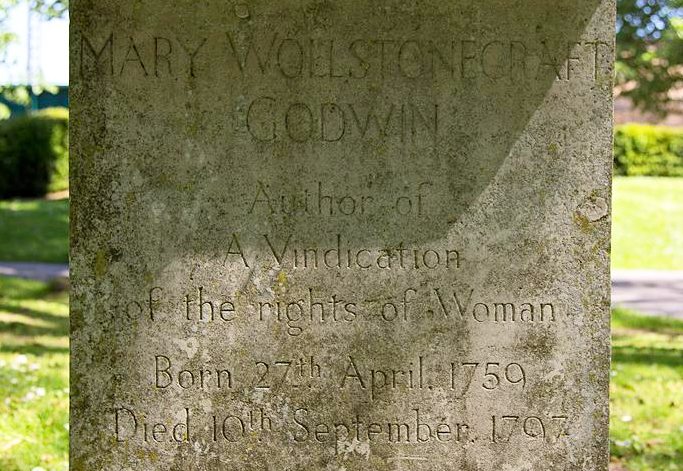 MARY WOLLSTONECRAFT
GODWIN
Author of
A Vindication
of the rights of Woman
Born 27th April, 1759
Died 10th September, 1797